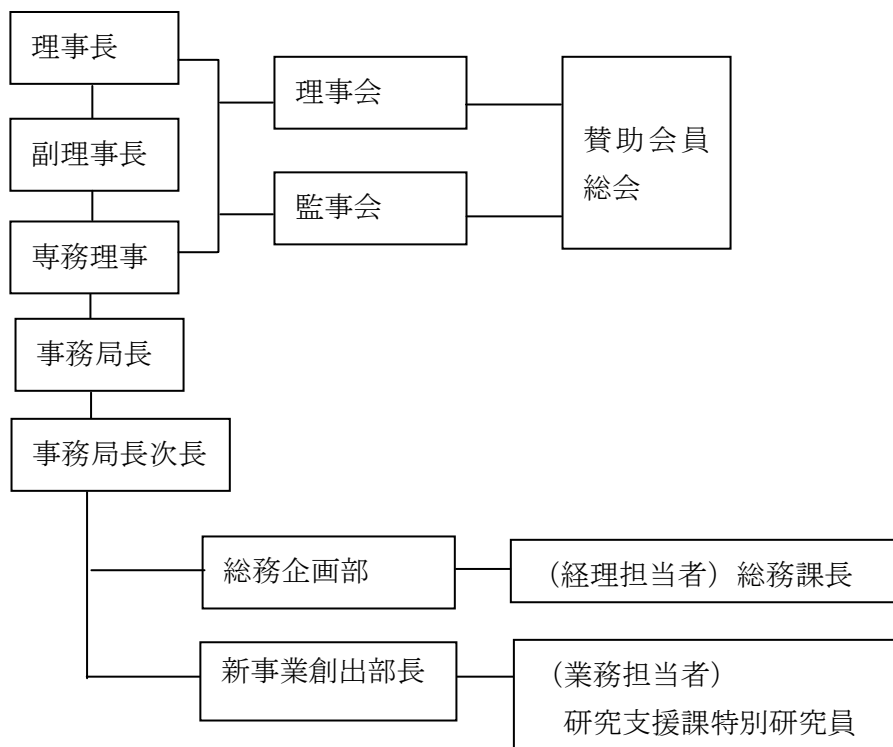 理事長
理事会
賛助会員
総会
副理事長
監事会
専務理事
事務局長
事務局長次長
総務企画部
（経理担当者）総務課長
新事業創出部長
（業務担当者）
研究支援課特別研究員